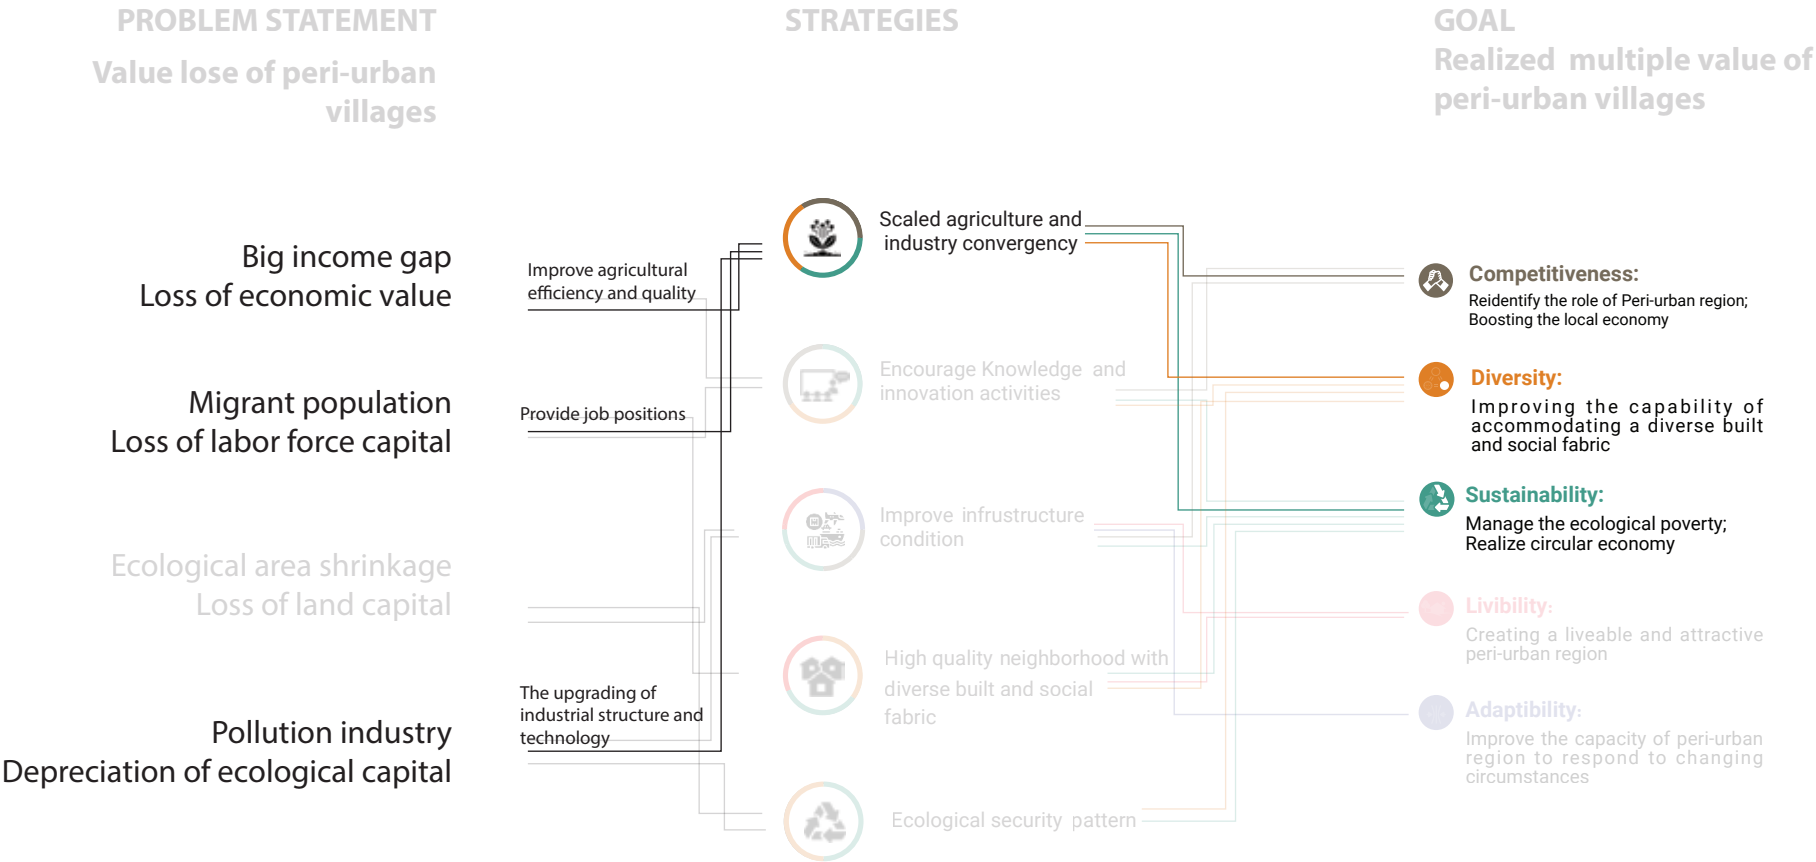 PROBLEM STATEMENT
Value lose of peri-urban
villages
STRATEGIES
GOAL
Realized multiple value of
peri-urban villages
Big income gap
Loss of economic value
Improve agricultural
efficiency and quality
Migrant population
Loss of labor force capital
Provide job positions
Ecological area shrinkage
Loss of land capital
Pollution industry
Depreciation of ecological capital
The upgrading of
industrial structure and
technology
Scaled agriculture and
industry convergency
Encourage Knowledge and
innovation activities
Improve infrustructure
condition
High quality neighborhood with
diverse built and social
fabric
Ecological security pattern
Competitiveness:
Reidentify the role of Peri-urban region;
Boosting the local economy
Diversity:
Improving the capability of
accommodating a diverse built
and social fabric
Sustainability:
Manage the ecological poverty;
Realize circular economy
Livibility:
Creating a liveable and attractive
peri-urban region
Adaptibility:
Improve the capacity of peri-urban
region to respond to changing
circumstances